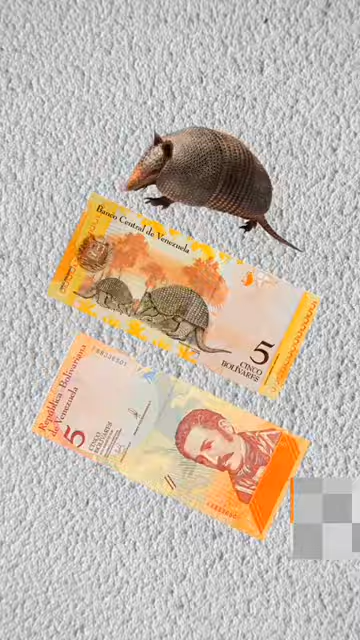 Banco Central de Venezuela
5
CINCO
BOLÍVARES
República Bolivariana
de Venezuela
5
CINCO
BOLÍVARES